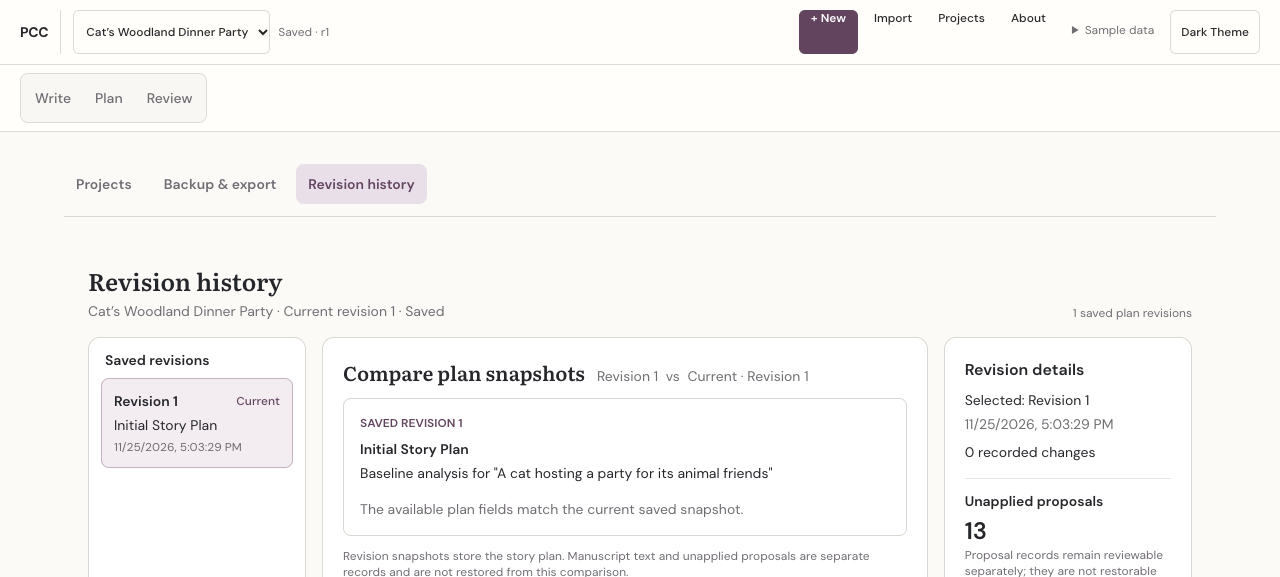 PCC
Cat’s Woodland Dinner Party
Saved · r1
+ New
Import
Projects
About
Sample data
Dark Theme
Write
Plan
Review
Projects
Backup & export
Revision history
Revision history
Cat’s Woodland Dinner Party · Current revision 1 · Saved
1 saved plan revisions
Saved revisions
Revision 1
Current
Initial Story Plan
11/25/2026, 5:03:29 PM
Compare plan snapshots
Revision 1 vs Current · Revision 1
SAVED REVISION 1
Initial Story Plan
Baseline analysis for "A cat hosting a party for its animal friends"
The available plan fields match the current saved snapshot.
Revision snapshots store the story plan. Manuscript text and unapplied proposals are separate
records and are not restored from this comparison.
Revision details
Selected: Revision 1
11/25/2026, 5:03:29 PM
0 recorded changes
Unapplied proposals
13
Proposal records remain reviewable
separately; they are not restorable